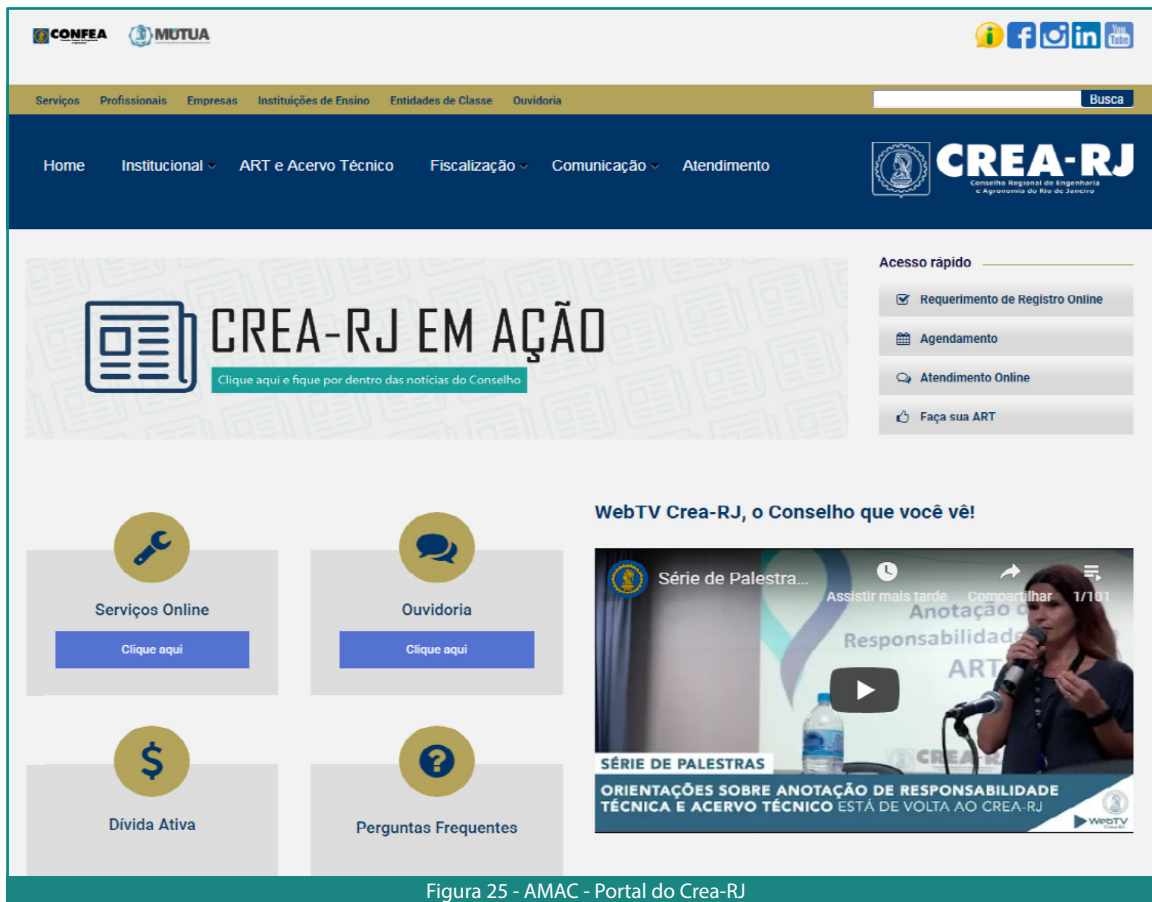 CONFEA
MUTUA
You
Tube
Serviços Profissionais Empresas Instituições de Ensino Entidades de Classe Ouvidoria
Busca
Home Institucional ART e Acervo Técnico Fiscalização Comunicação Atendimento
CREA-RJ
Conselho Regional de Engenharia
e Agronomia do Rio de Janeiro
CREA-RJ EM AÇÃO
Clique aqui e fique por dentro das notícias do Conselho
Acesso rápido
Requerimento de Registro Online
Agendamento
Atendimento Online
Faça sua ART
Serviços Online
Clique aqui
Ouvidoria
Clique aqui
Dívida Ativa
Perguntas Frequentes
WebTV Crea-RJ, o Conselho que você vê!
Série de Palestra...
Assistir mais tarde Compartilhar 1/101
Anotação
Responsabilidade
ART
SÉRIE DE PALESTRAS
ORIENTAÇÕES SOBRE ANOTAÇÃO DE RESPONSABILIDADE
TÉCNICA E ACERVO TÉCNICO ESTÁ DE VOLTA AO CREA-RJ
WebTV
Figura 25 - AMAC - Portal do Crea-RJ